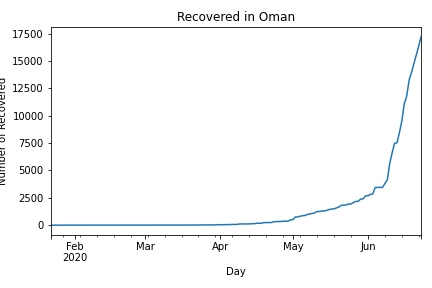 Recovered in Oman
Number of Recovered
17500
15000
12500
10000
7500
5000
2500
0
Feb
2020
Mar
Apr
May
Jun
Day